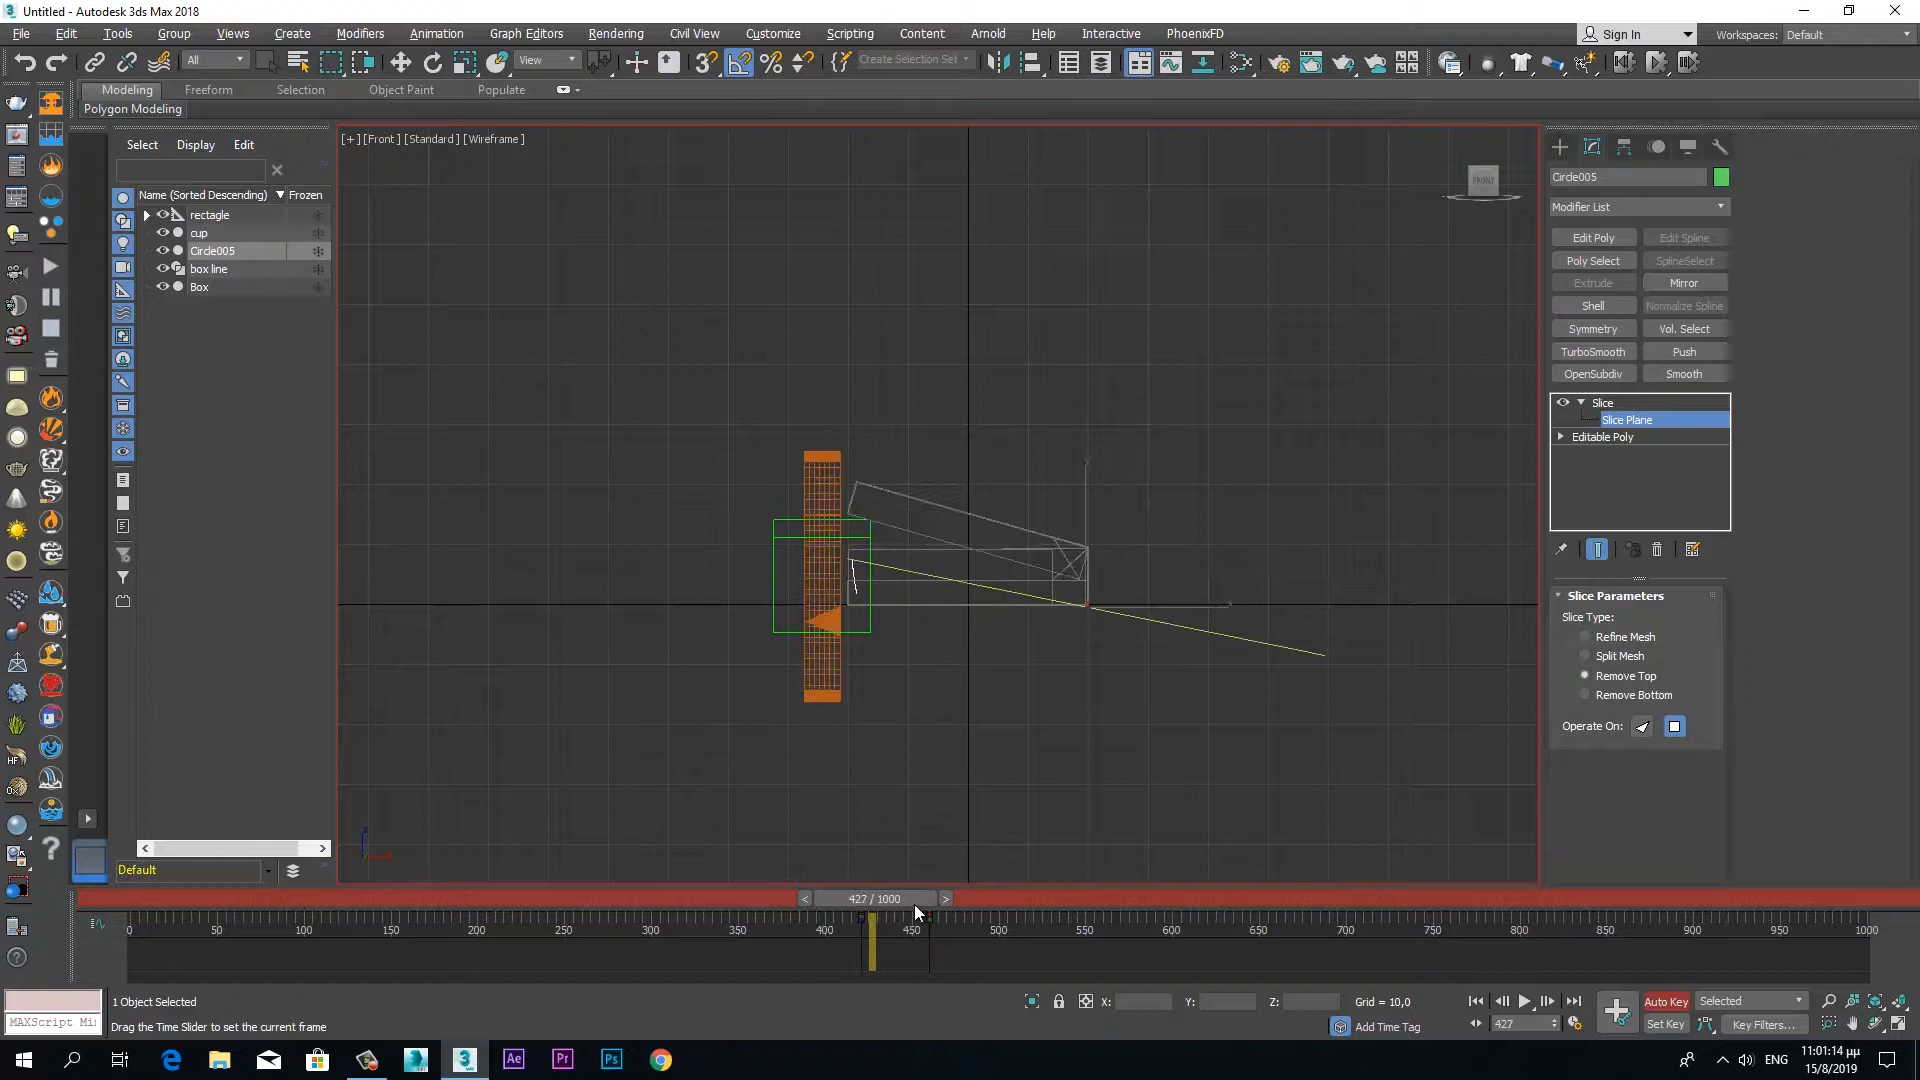 Untitled - Autodesk 3ds Max 2018
File Edit Tools Group Views Create Modifiers Animation Graph Editors Rendering Civil View Customize Scripting Content Arnold Help Interactive PhoenixFD Sign In Workspaces: Default
All View Create Selection Set
Modeling Freeform Selection Object Paint Populate
Polygon Modeling
Select Display Edit
[+] [Front] [Standard] [Wireframe]
Name (Sorted Descending) Frozen
rectagle
cup
Circle005
box line
Box
FRONT
Circle005
Modifier List
Edit Poly Edit Spline
Poly Select SplineSelect
Extrude Mirror
Shell Normalize Spline
Symmetry Vol. Select
TurboSmooth Push
OpenSubdiv Smooth
Slice
Slice Plane
Editable Poly
Slice Parameters
Slice Type:
Refine Mesh
Split Mesh
Remove Top
Remove Bottom
Operate On:
Default
< 427 / 1000 >
0 50 100 150 200 250 300 350 400 450 500 550 600 650 700 750 800 850 900 950 1000
1 Object Selected
X: Y: Z: Grid = 10,0
Auto Key Selected
MAXScript Mi
Drag the Time Slider to set the current frame
Add Time Tag
427
Set Key Key Filters...
Ae Pr Ps
ENG
11:01:14 μμ
15/8/2019